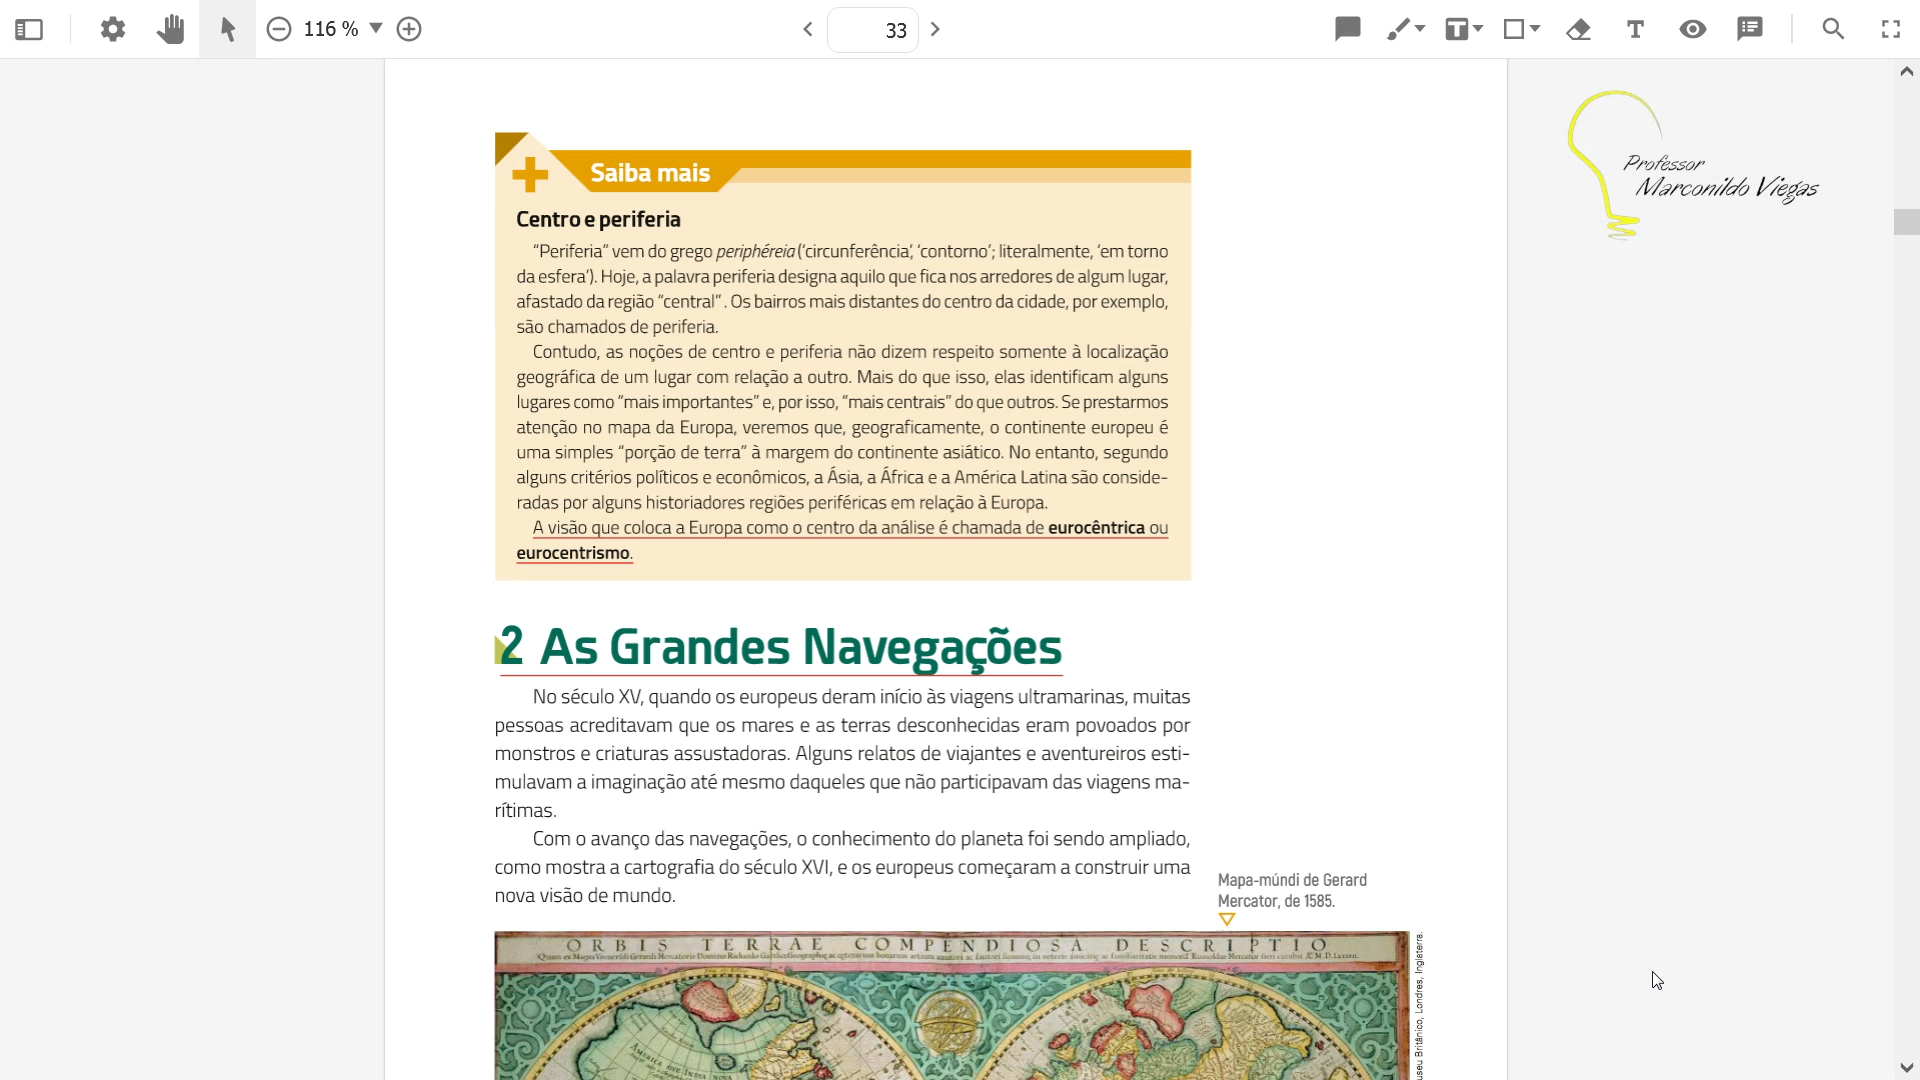 116 %
33
Professor
Marconildo Viegas
Saiba mais
Centro e periferia
“Periferia” vem do grego periphéreia (‘circunferência’, ‘contorno’; literalmente, ‘em torno
da esfera’). Hoje, a palavra periferia designa aquilo que fica nos arredores de algum lugar,
afastado da região “central” . Os bairros mais distantes do centro da cidade, por exemplo,
são chamados de periferia.
Contudo, as noções de centro e periferia não dizem respeito somente à localização
geográfica de um lugar com relação a outro. Mais do que isso, elas identificam alguns
lugares como “mais importantes” e, por isso, “mais centrais” do que outros. Se prestarmos
atenção no mapa da Europa, veremos que, geograficamente, o continente europeu é
uma simples “porção de terra” à margem do continente asiático. No entanto, segundo
alguns critérios políticos e econômicos, a Ásia, a África e a América Latina são conside-
radas por alguns historiadores regiões periféricas em relação à Europa.
A visão que coloca a Europa como o centro da análise é chamada de eurocêntrica ou
eurocentrismo.
2 As Grandes Navegações
No século XV, quando os europeus deram início às viagens ultramarinas, muitas
pessoas acreditavam que os mares e as terras desconhecidas eram povoados por
monstros e criaturas assustadoras. Alguns relatos de viajantes e aventureiros esti-
mulavam a imaginação até mesmo daqueles que não participavam das viagens ma-
rítimas.
Com o avanço das navegações, o conhecimento do planeta foi sendo ampliado,
como mostra a cartografia do século XVI, e os europeus começaram a construir uma
nova visão de mundo.
Mapa-múndi de Gerard
Mercator, de 1585.
ORBIS TERRAE COMPENDIOSA DESCRIPTIO
useu Britânico, Londres, Inglaterra.